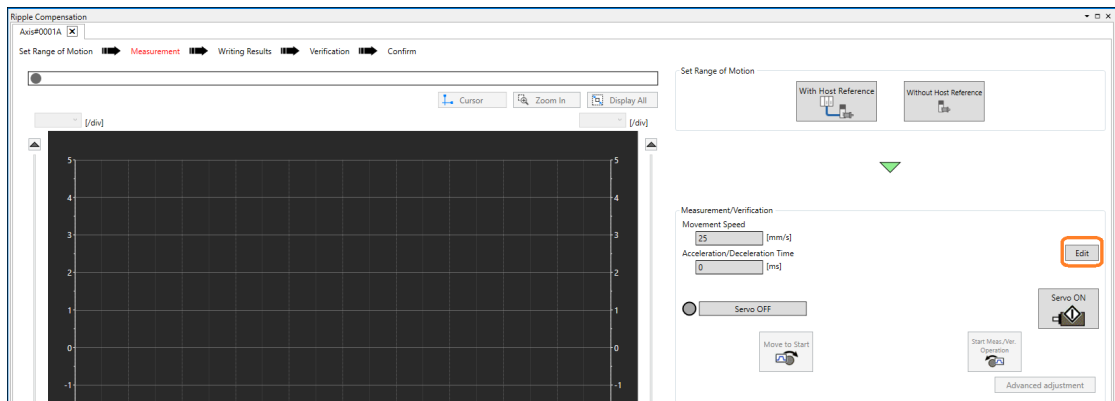 Ripple Compensation
Axis#0001A
Set Range of Motion Measurement Writing Results Verification Confirm
Cursor Zoom In Display All
[/div] [/div]
5 5
4 4
3 3
2 2
1 1
0 0
-1 -1
Set Range of Motion
With Host Reference Without Host Reference
Measurement/Verification
Movement Speed
25 [mm/s]
Edit
Acceleration/Deceleration Time
0 [ms]
Servo ON
Servo OFF
Move to Start
Start Meas./Ver.
Operation
Advanced adjustment